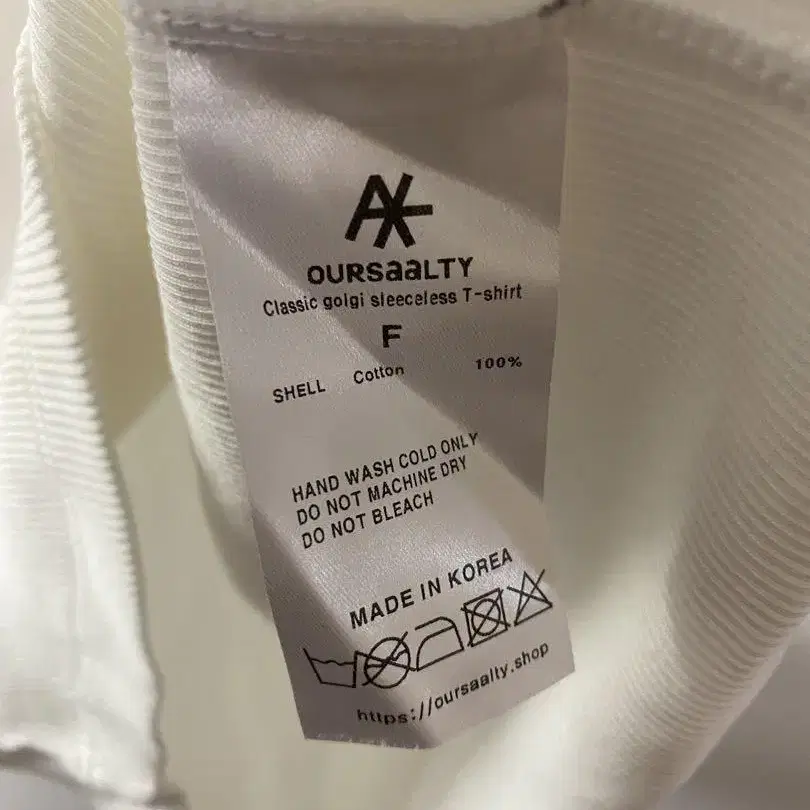 OURSaaLTY
Classic golgi sleeceless T-shirt
F
SHELL Cotton 100%
HAND WASH COLD ONLY
DO NOT MACHINE DRY
DO NOT BLEACH
MADE IN KOREA
https://oursaalty.shop